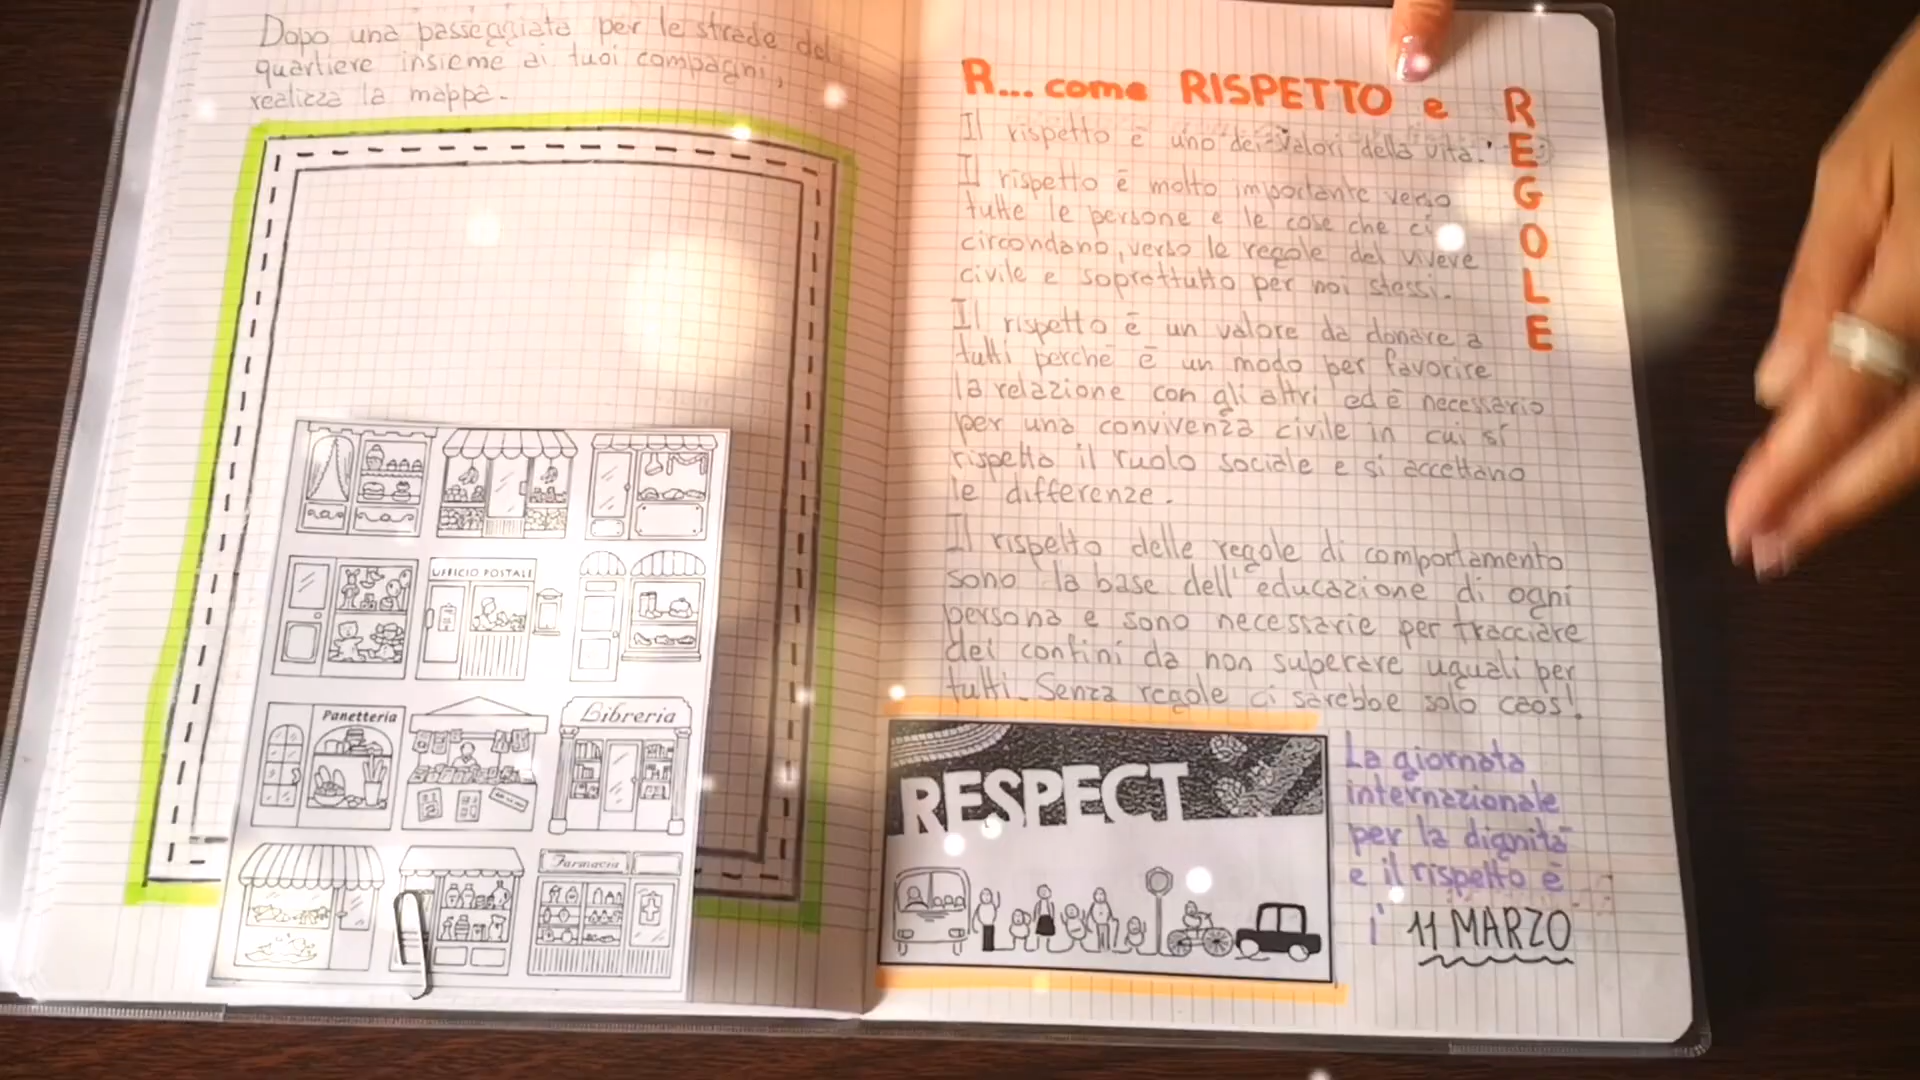 Dopo una passeggiata per le strade del
quartiere insieme ai tuoi compagni,
realizza la mappa.
UFFICIO POSTALE
Panetteria
Libreria
Farmacia
R... come RISPETTO e REGOLE
Il rispetto è uno dei valori della vita.
Il rispetto è molto importante verso
tutte le persone e le cose che ci
circondano, verso le regole del vivere
civile e soprattutto per noi stessi.
Il rispetto è un valore da donare a
tutti perchè è un modo per favorire
la relazione con gli altri ed è necessario
per una convivenza civile in cui si
rispetto il ruolo sociale e si accettano
le differenze.
Il rispetto delle regole di comportamento
sono la base dell'educazione di ogni
persona e sono necessarie per tracciare
dei confini da non superare uguali per
tutti. Senza regole ci sarebbe solo caos!
RESPECT
La giornata
internazionale
per la dignità
e il rispetto è
l' 11 MARZO